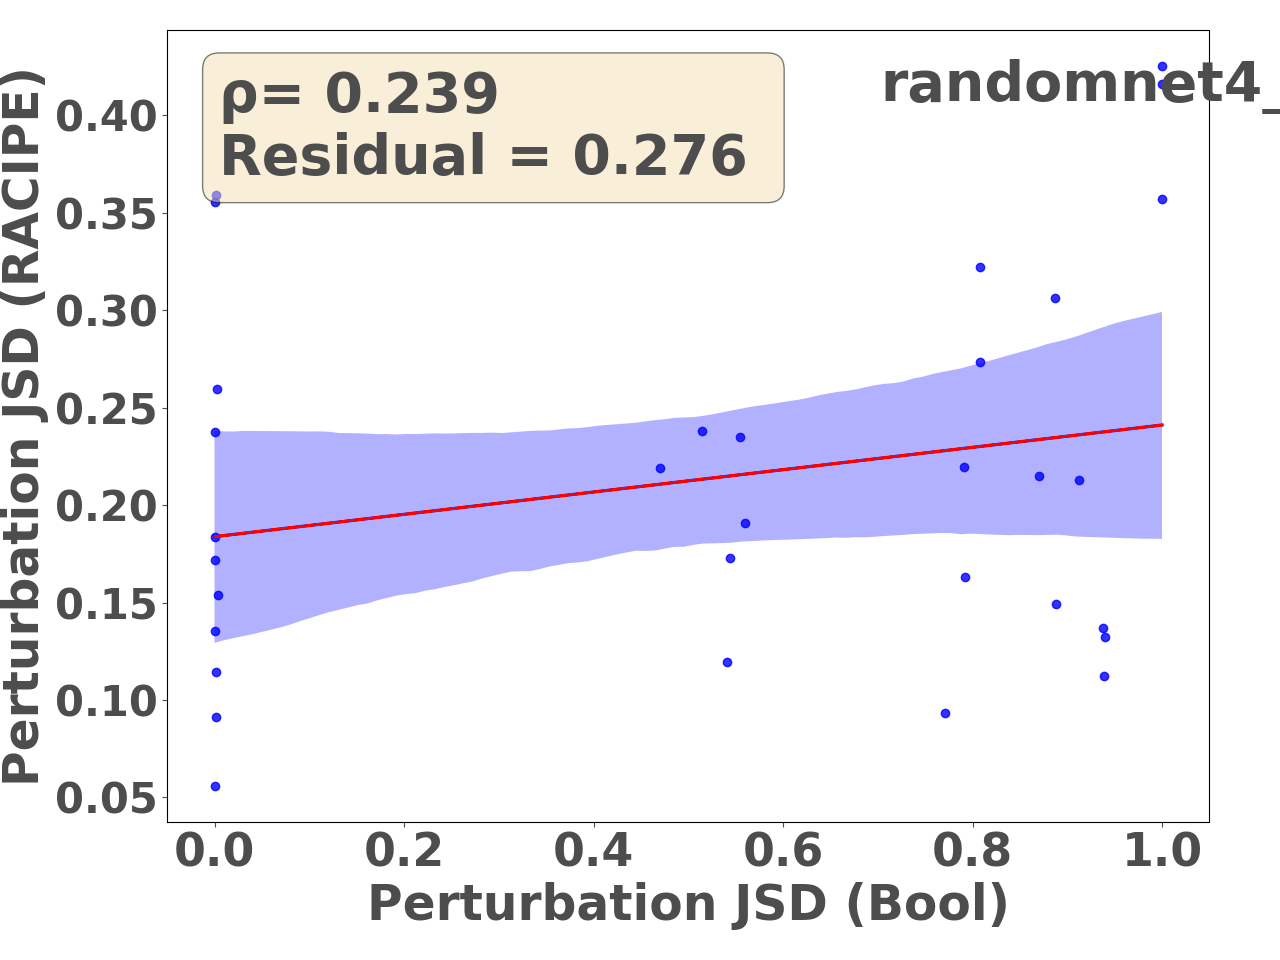 ρ= 0.239
Residual = 0.276
randomnet4_
Perturbation JSD (RACIPE)
0.40
0.35
0.30
0.25
0.20
0.15
0.10
0.05
0.0 0.2 0.4 0.6 0.8 1.0
Perturbation JSD (Bool)